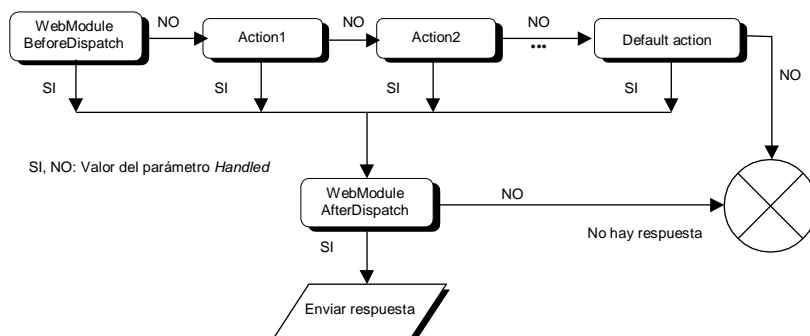 WebModule
BeforeDispatch
NO
Action1
NO
Action2
NO
...
Default action
NO
SI
SI
SI
SI
SI, NO: Valor del parámetro Handled
WebModule
AfterDispatch
NO
No hay respuesta
SI
Enviar respuesta